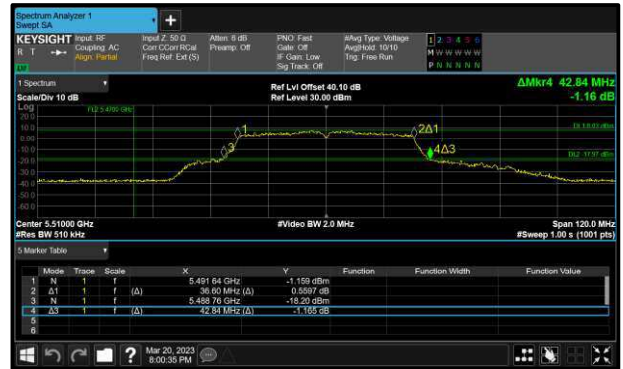 Spectrum Analyzer 1
Swept SA
+
KEYSIGHT Input: RF Input Z: 50 Ω Atten: 6 dB PNO: Fast #Avg Type: Voltage 1 2 3 4 5 6
R T Coupling: AC Corr CCorr RCal Preamp: Off Gate: Off Avg|Hold: 10/10 M W W W W W
Align: Partial Freq Ref: Ext (S) IF Gain: Low Trig: Free Run
Sig Track: Off P N N N N N
1 Spectrum ΔMkr4 42.84 MHz
Ref Lvl Offset 40.10 dB
Scale/Div 10 dB Ref Level 30.00 dBm -1.16 dB
Log
20.0
10.0
0.00
-10.0
-20.0
-30.0
-40.0
-50.0
-60.0
1
2Δ1
3
4Δ3
Center 5.51000 GHz #Video BW 2.0 MHz Span 120.0 MHz
#Res BW 510 kHz #Sweep 1.00 s (1001 pts)
5 Marker Table
Mode Trace Scale X Y Function Function Width Function Value
1 N 1 f 5.491 64 GHz -1.159 dBm
2 Δ1 1 f (Δ) 36.60 MHz (Δ) 0.5597 dB
3 N 1 f 5.488 76 GHz -18.20 dBm
4 Δ3 1 f (Δ) 42.84 MHz (Δ) -1.165 dB
5
6
? Mar 20, 2023
8:00:35 PM